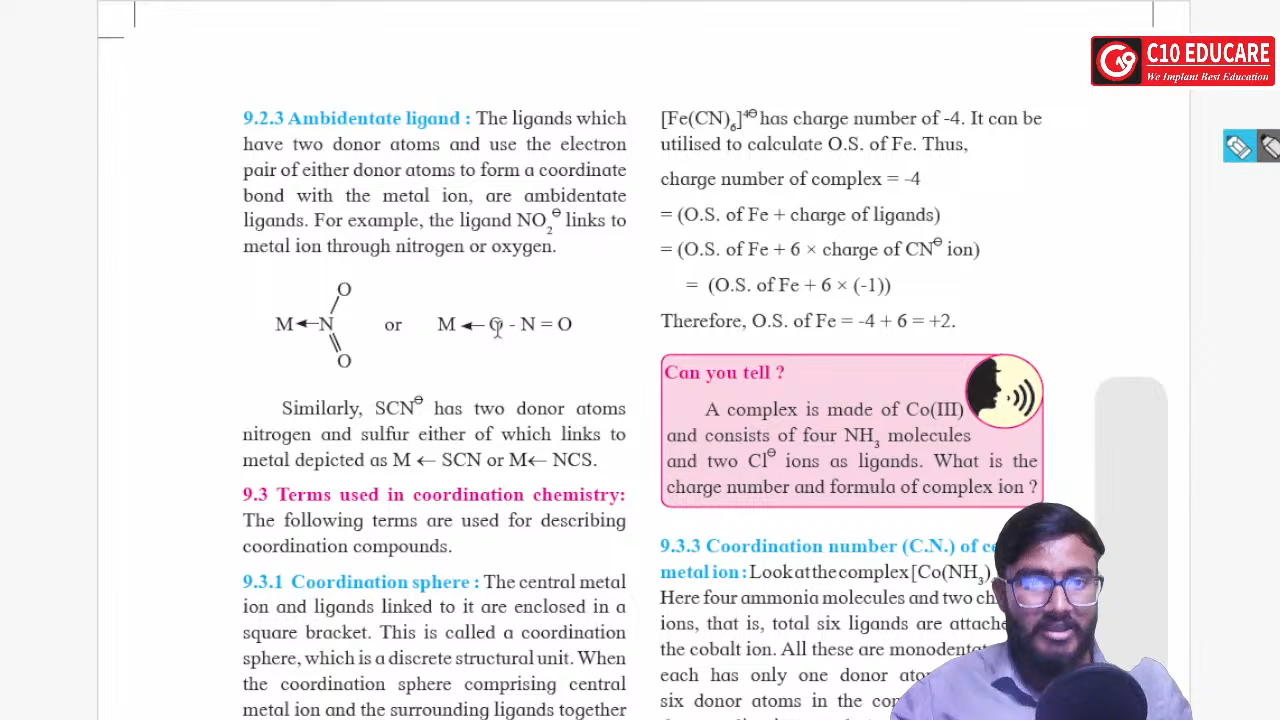 C10 EDUCARE
We Implant Best Education
9.2.3 Ambidentate ligand : The ligands which
have two donor atoms and use the electron
pair of either donor atoms to form a coordinate
bond with the metal ion, are ambidentate
ligands. For example, the ligand NO₂⊖ links to
metal ion through nitrogen or oxygen.
O
M←N or M ← O - N = O
O
Similarly, SCN⊖ has two donor atoms
nitrogen and sulfur either of which links to
metal depicted as M ← SCN or M← NCS.
9.3 Terms used in coordination chemistry:
The following terms are used for describing
coordination compounds.
9.3.1 Coordination sphere : The central metal
ion and ligands linked to it are enclosed in a
square bracket. This is called a coordination
sphere, which is a discrete structural unit. When
the coordination sphere comprising central
metal ion and the surrounding ligands together
[Fe(CN)₆]⁴⊖ has charge number of -4. It can be
utilised to calculate O.S. of Fe. Thus,
charge number of complex = -4
= (O.S. of Fe + charge of ligands)
= (O.S. of Fe + 6 × charge of CN⊖ ion)
= (O.S. of Fe + 6 × (-1))
Therefore, O.S. of Fe = -4 + 6 = +2.
Can you tell ?
A complex is made of Co(III)
and consists of four NH₃ molecules
and two Cl⊖ ions as ligands. What is the
charge number and formula of complex ion ?
9.3.3 Coordination number (C.N.) of
metal ion : Look at the complex [Co(NH₃)
Here four ammonia molecules and two
ions, that is, total six ligands are
the cobalt ion. All these are
each has only one donor
six donor atoms in the